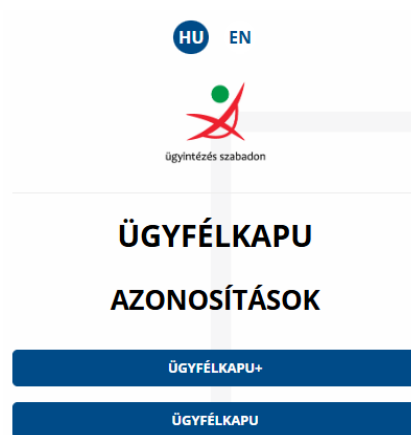 HU EN
ügyintézés szabadon
ÜGYFÉLKAPU
AZONOSÍTÁSOK
ÜGYFÉLKAPU+
ÜGYFÉLKAPU